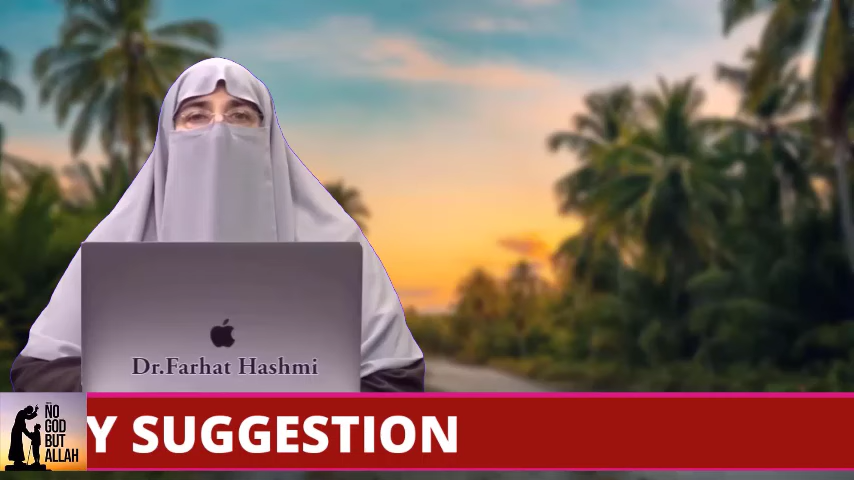 Dr.Farhat Hashmi
Y SUGGESTION
NO
GOD
BUT
ALLAH